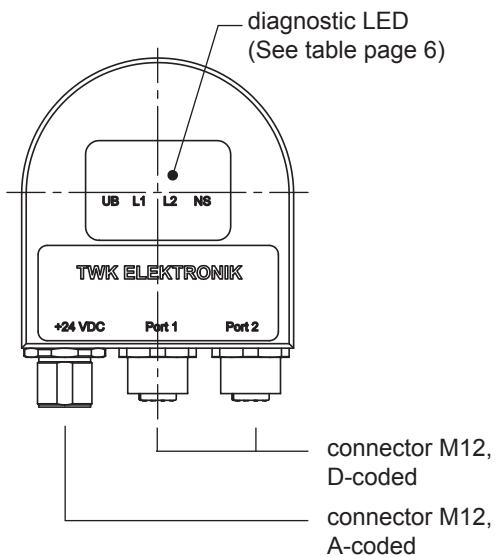 diagnostic LED
(See table page 6)
UB L1 L2 NS
TWK ELEKTRONIK
+24 VDC Port 1 Port 2
connector M12,
D-coded
connector M12,
A-coded